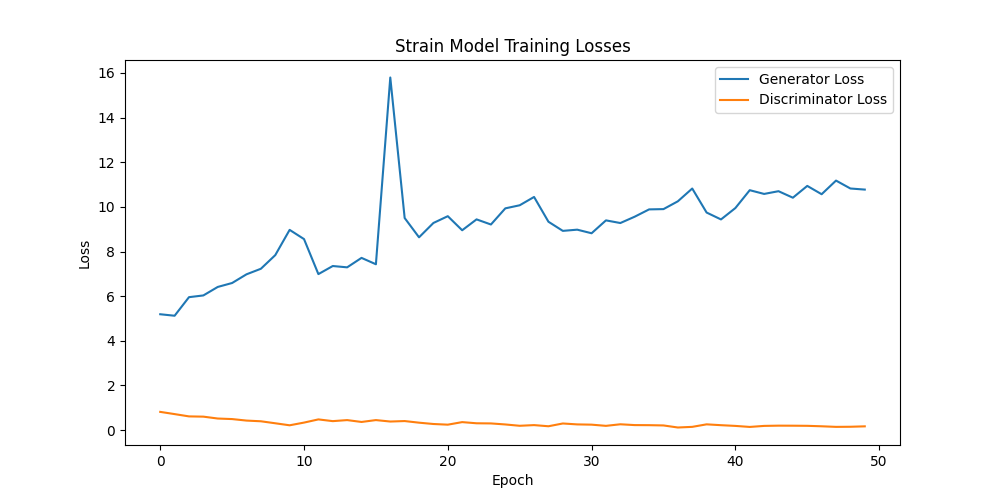 Strain Model Training Losses
Generator Loss
Discriminator Loss
Loss
16
14
12
10
8
6
4
2
0
0 10 20 30 40 50
Epoch